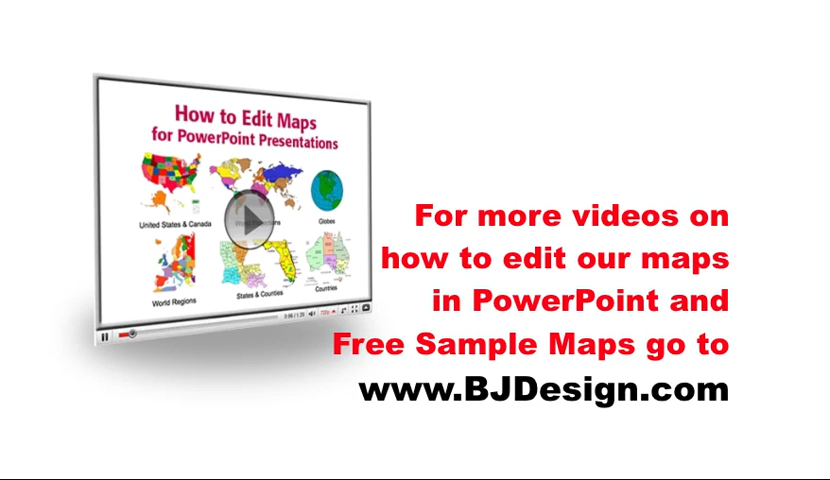 How to Edit Maps
for PowerPoint Presentations
United States & Canada
Globes
World Regions
States & Counties
Countries
For more videos on
how to edit our maps
in PowerPoint and
Free Sample Maps go to
www.BJDesign.com